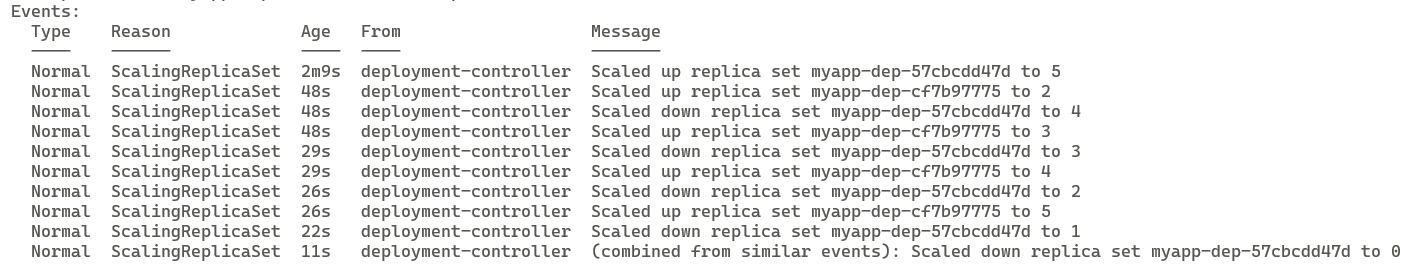 Events:
Type Reason Age From Message
---- ------ ---- ---- -------
Normal ScalingReplicaSet 2m9s deployment-controller Scaled up replica set myapp-dep-57cbcdd47d to 5
Normal ScalingReplicaSet 48s deployment-controller Scaled up replica set myapp-dep-cf7b97775 to 2
Normal ScalingReplicaSet 48s deployment-controller Scaled down replica set myapp-dep-57cbcdd47d to 4
Normal ScalingReplicaSet 48s deployment-controller Scaled up replica set myapp-dep-cf7b97775 to 3
Normal ScalingReplicaSet 29s deployment-controller Scaled down replica set myapp-dep-57cbcdd47d to 3
Normal ScalingReplicaSet 29s deployment-controller Scaled up replica set myapp-dep-cf7b97775 to 4
Normal ScalingReplicaSet 26s deployment-controller Scaled down replica set myapp-dep-57cbcdd47d to 2
Normal ScalingReplicaSet 26s deployment-controller Scaled up replica set myapp-dep-cf7b97775 to 5
Normal ScalingReplicaSet 22s deployment-controller Scaled down replica set myapp-dep-57cbcdd47d to 1
Normal ScalingReplicaSet 11s deployment-controller (combined from similar events): Scaled down replica set myapp-dep-57cbcdd47d to 0